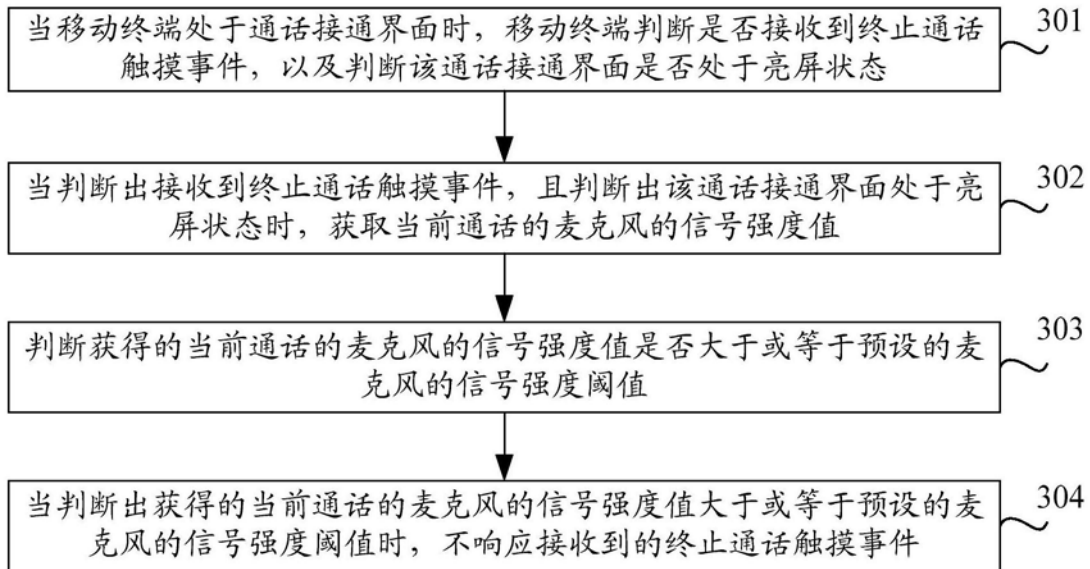 当移动终端处于通话接通界面时，移动终端判断是否接收到终止通话
触摸事件，以及判断该通话接通界面是否处于亮屏状态
301
当判断出接收到终止通话触摸事件，且判断出该通话接通界面处于亮
屏状态时，获取当前通话的麦克风的信号强度值
302
判断获得的当前通话的麦克风的信号强度值是否大于或等于预设的麦
克风的信号强度阈值
303
当判断出获得的当前通话的麦克风的信号强度值大于或等于预设的麦
克风的信号强度阈值时，不响应接收到的终止通话触摸事件
304